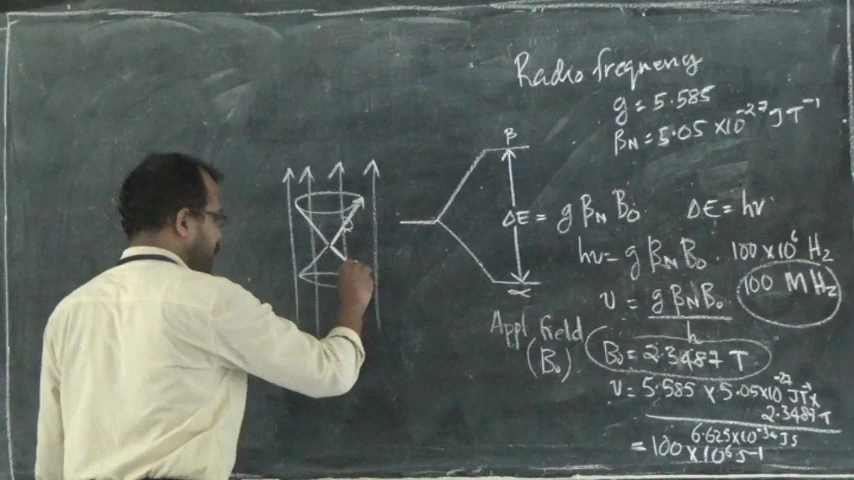 Radio frequency
g = 5.585
βN = 5.05 × 10⁻²⁷ JT⁻¹
β
β
ΔE = g βN B₀ ΔE = hν
hν = g βN B₀ . 100 × 10⁶ Hz
100 MHz
ν = g βN B₀
h
α
Appl. field
(B₀)
B₀ = 2.3487 T
ν = 5.585 × 5.05×10⁻²⁷ JT⁻¹ ×
2.3487 T
6.625×10⁻³⁴ Js
= 100 × 10⁶ s⁻¹